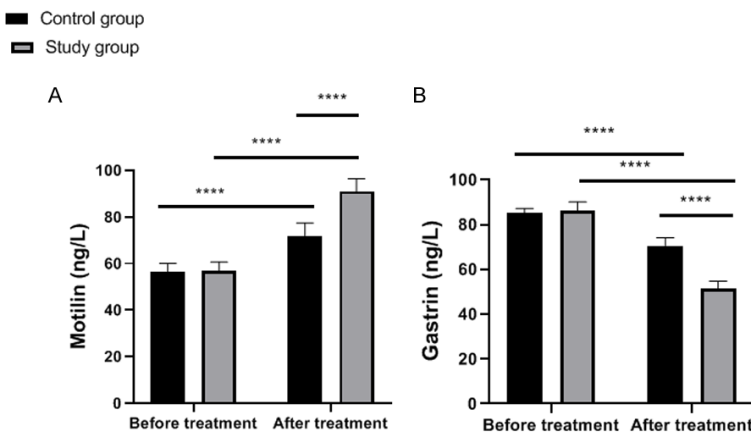 Control group
Study group
A
B
****
****
****
Motilin (ng/L)
100
80
60
40
20
0
Before treatment After treatment
****
****
****
Gastrin (ng/L)
100
80
60
40
20
0
Before treatment After treatment